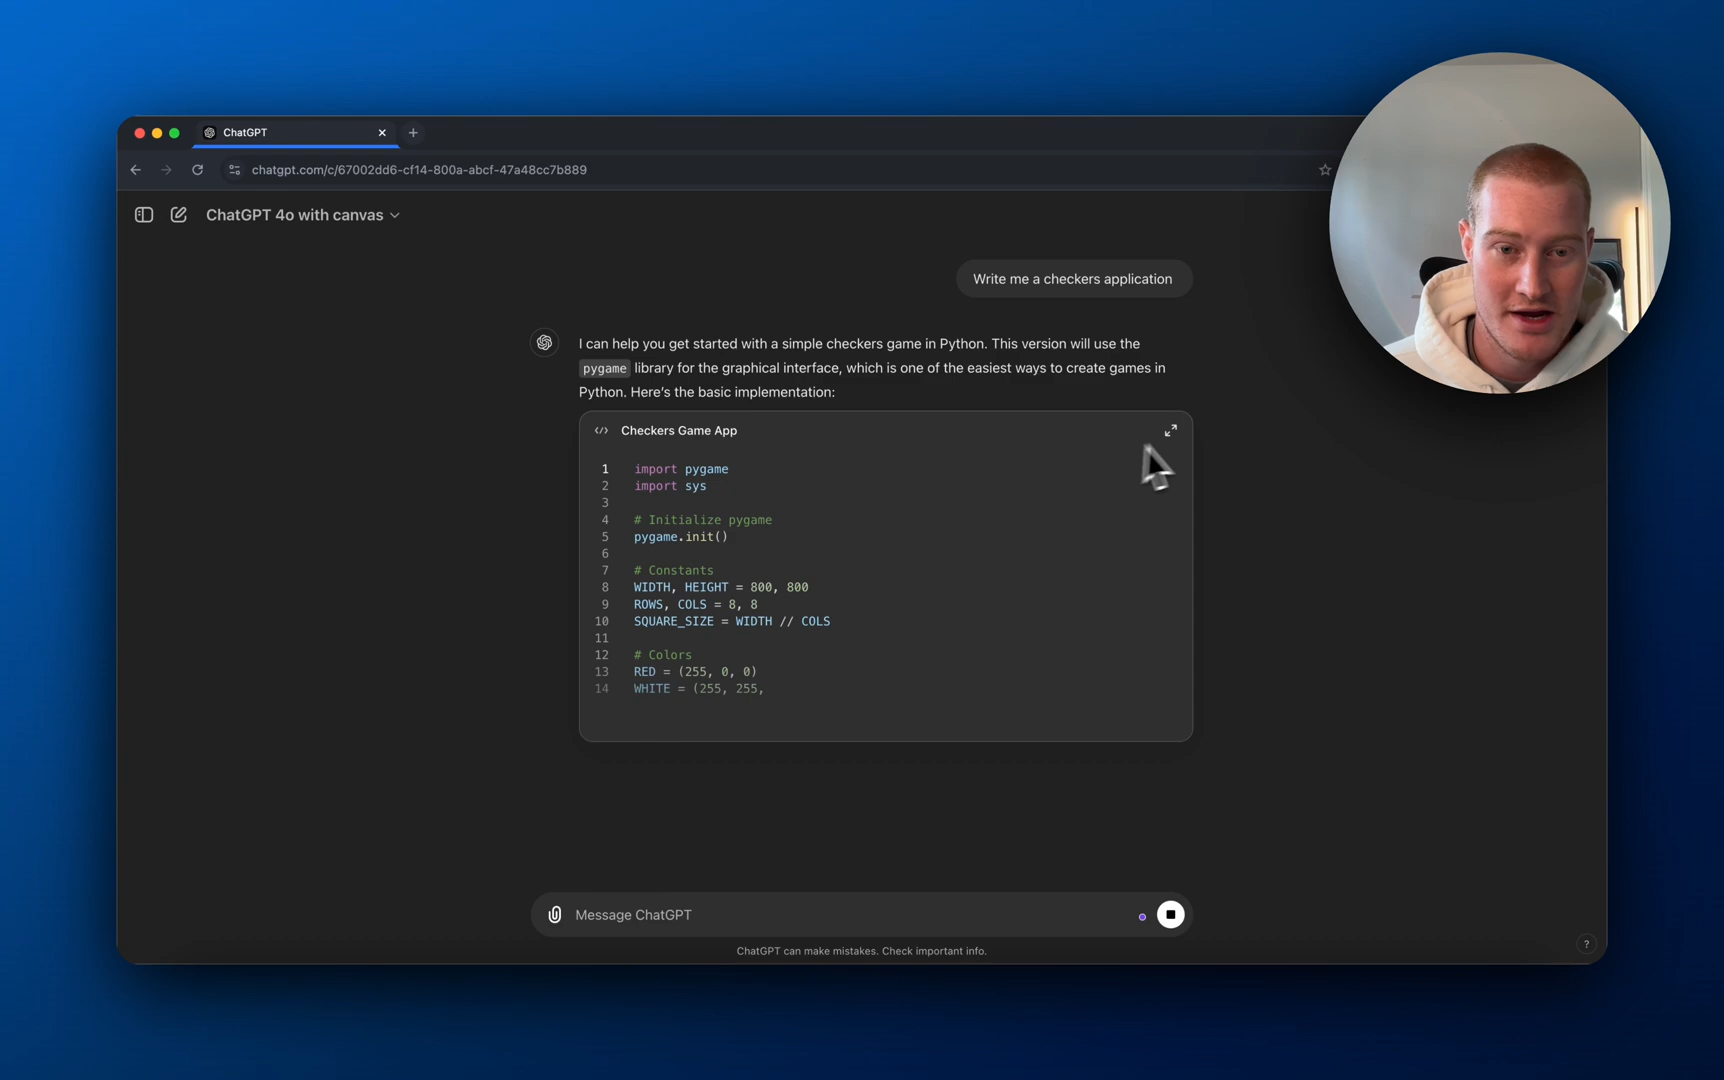 ChatGPT
chatgpt.com/c/67002dd6-cf14-800a-abcf-47a48cc7b889
ChatGPT 4o with canvas
Write me a checkers application
I can help you get started with a simple checkers game in Python. This version will use the
pygame library for the graphical interface, which is one of the easiest ways to create games in
Python. Here's the basic implementation:
</> Checkers Game App
1 import pygame
2 import sys
3
4 # Initialize pygame
5 pygame.init()
6
7 # Constants
8 WIDTH, HEIGHT = 800, 800
9 ROWS, COLS = 8, 8
10 SQUARE_SIZE = WIDTH // COLS
11
12 # Colors
13 RED = (255, 0, 0)
14 WHITE = (255, 255,
Message ChatGPT
ChatGPT can make mistakes. Check important info.
?